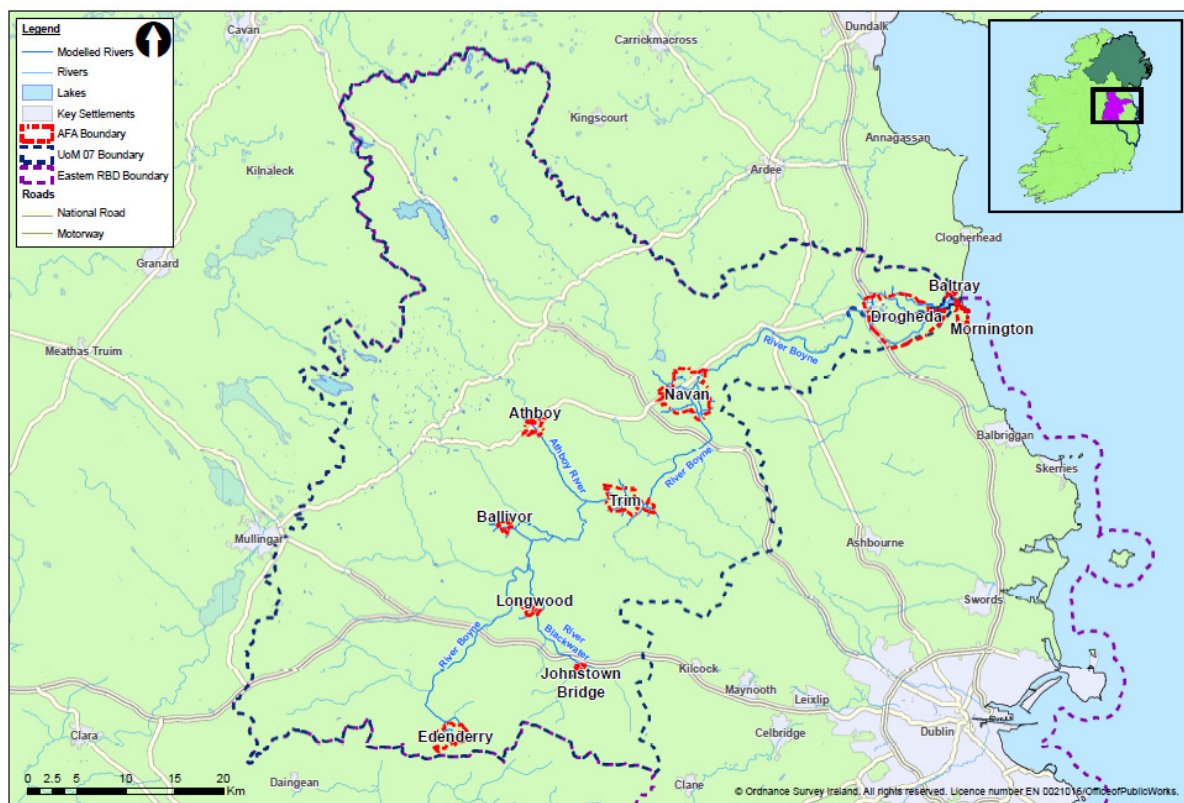 Legend
Modelled Rivers
Rivers
Lakes
Key Settlements
AFA Boundary
UoM 07 Boundary
Eastern RBD Boundary
Roads
National Road
Motorway
Cavan
Carrickmacross
Dundalk
Kingscourt
Annagassan
Kilnaleck
Ardee
Granard
Clogherhead
Baltray
Drogheda
Mornington
River Boyne
Meathas Truim
Navan
Athboy
Athboy River
River Boyne
Balbriggan
Skerries
Trim
Ballivor
Mullingar
Ashbourne
Longwood
Swords
River Boyne
River
Blackwater
Johnstown
Bridge
Kilcock
Maynooth
Leixlip
Clara
Edenderry
Celbridge
Dublin
Daingean
Clane
0 2.5 5 10 15 20
Km
© Ordnance Survey Ireland. All rights reserved. Licence number EN 0021016/OfficeofPublicWorks.